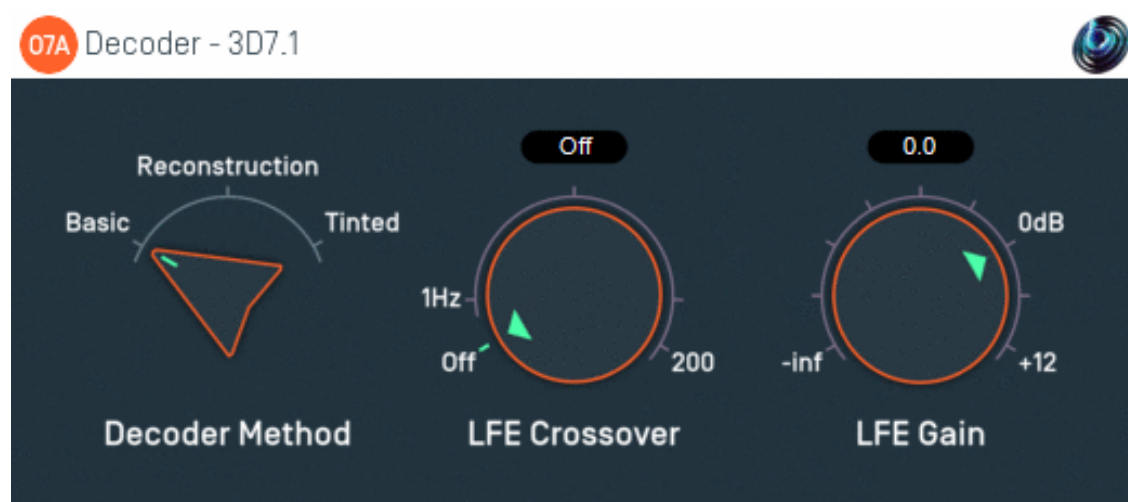 O7A Decoder - 3D7.1
Off
0.0
Reconstruction
Basic
Tinted
0dB
1Hz
Off
200
-inf
+12
Decoder Method
LFE Crossover
LFE Gain